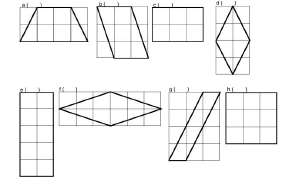 a ( )
b ( )
c ( )
d ( )
e ( )
f ( )
g ( )
h ( )